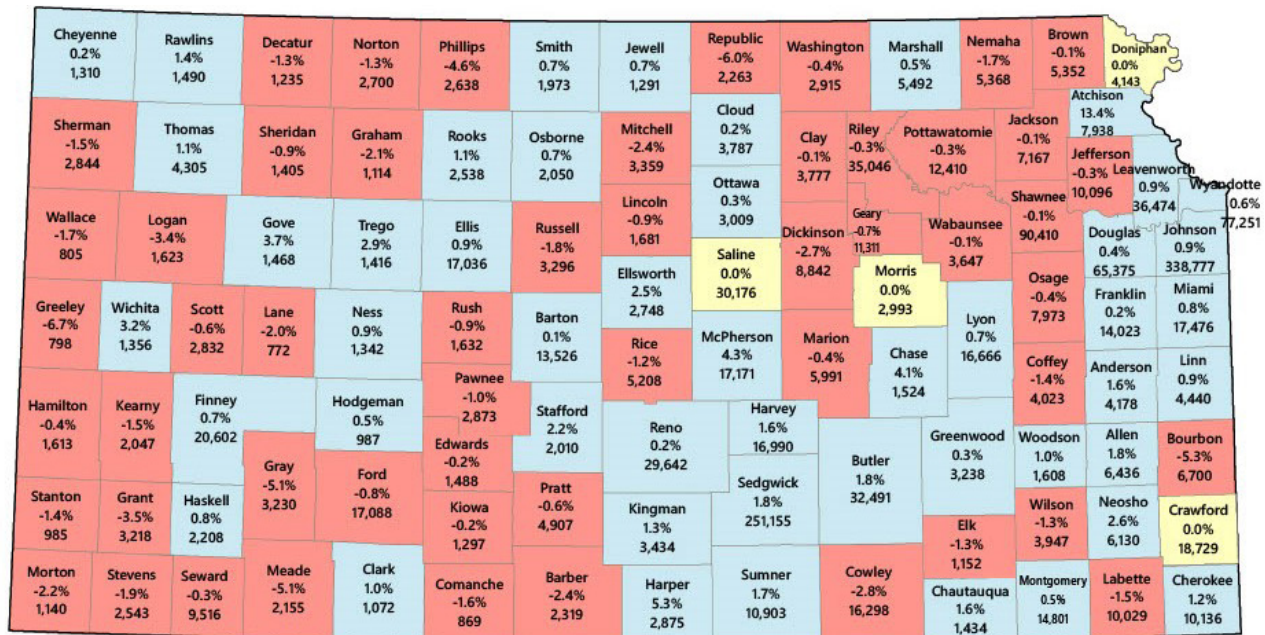 Cheyenne
0.2%
1,310
Rawlins
1.4%
1,490
Decatur
-1.3%
1,235
Norton
-1.3%
2,700
Phillips
-4.6%
2,638
Smith
0.7%
1,973
Jewell
0.7%
1,291
Republic
-6.0%
2,263
Washington
-0.4%
2,915
Marshall
0.5%
5,492
Nemaha
-1.7%
5,368
Brown
-0.1%
5,352
Doniphan
0.0%
4,143
Atchison
13.4%
7,938
Sherman
-1.5%
2,844
Thomas
1.1%
4,305
Sheridan
-0.9%
1,405
Graham
-2.1%
1,114
Rooks
1.1%
2,538
Osborne
0.7%
2,050
Mitchell
-2.4%
3,359
Cloud
0.2%
3,787
Clay
-0.1%
3,777
Riley
-0.3%
35,046
Pottawatomie
-0.3%
12,410
Jackson
-0.1%
7,167
Jefferson
-0.3%
10,096
Leavenworth
0.9%
36,474
Wyandotte
0.6%
77,251
Wallace
-1.7%
805
Logan
-3.4%
1,623
Gove
3.7%
1,468
Trego
2.9%
1,416
Ellis
0.9%
17,036
Russell
-1.8%
3,296
Lincoln
-0.9%
1,681
Ottawa
0.3%
3,009
Dickinson
-2.7%
8,842
Geary
-0.7%
11,311
Wabaunsee
-0.1%
3,647
Shawnee
-0.1%
90,410
Douglas
0.4%
65,375
Johnson
0.9%
338,777
Ellsworth
2.5%
2,748
Saline
0.0%
30,176
Morris
0.0%
2,993
Osage
-0.4%
7,973
Franklin
0.2%
14,023
Miami
0.8%
17,476
Greeley
-6.7%
798
Wichita
3.2%
1,356
Scott
-0.6%
2,832
Lane
-2.0%
772
Ness
0.9%
1,342
Rush
-0.9%
1,632
Barton
0.1%
13,526
Rice
-1.2%
5,208
McPherson
4.3%
17,171
Marion
-0.4%
5,991
Chase
4.1%
1,524
Lyon
0.7%
16,666
Coffey
-1.4%
4,023
Anderson
1.6%
4,178
Linn
0.9%
4,440
Hamilton
-0.4%
1,613
Kearny
-1.5%
2,047
Finney
0.7%
20,602
Hodgeman
0.5%
987
Pawnee
-1.0%
2,873
Stafford
2.2%
2,010
Reno
0.2%
29,642
Harvey
1.6%
16,990
Butler
1.8%
32,491
Greenwood
0.3%
3,238
Woodson
1.0%
1,608
Allen
1.8%
6,436
Bourbon
-5.3%
6,700
Gray
-5.1%
3,230
Ford
-0.8%
17,088
Edwards
-0.2%
1,488
Stanton
-1.4%
985
Grant
-3.5%
3,218
Haskell
0.8%
2,208
Kiowa
-0.2%
1,297
Pratt
-0.6%
4,907
Kingman
1.3%
3,434
Sedgwick
1.8%
251,155
Elk
-1.3%
1,152
Wilson
-1.3%
3,947
Neosho
2.6%
6,130
Crawford
0.0%
18,729
Morton
-2.2%
1,140
Stevens
-1.9%
2,543
Seward
-0.3%
9,516
Meade
-5.1%
2,155
Clark
1.0%
1,072
Comanche
-1.6%
869
Barber
-2.4%
2,319
Harper
5.3%
2,875
Sumner
1.7%
10,903
Cowley
-2.8%
16,298
Chautauqua
1.6%
1,434
Montgomery
0.5%
14,801
Labette
-1.5%
10,029
Cherokee
1.2%
10,136